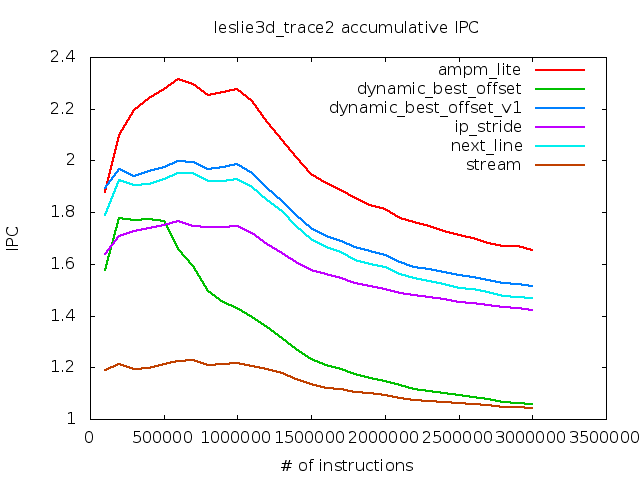 leslie3d_trace2 accumulative IPC
2.4
2.2
2
1.8
1.6
1.4
1.2
1
IPC
ampm_lite
dynamic_best_offset
dynamic_best_offset_v1
ip_stride
next_line
stream
0 500000 1000000 1500000 2000000 2500000 3000000 3500000
# of instructions